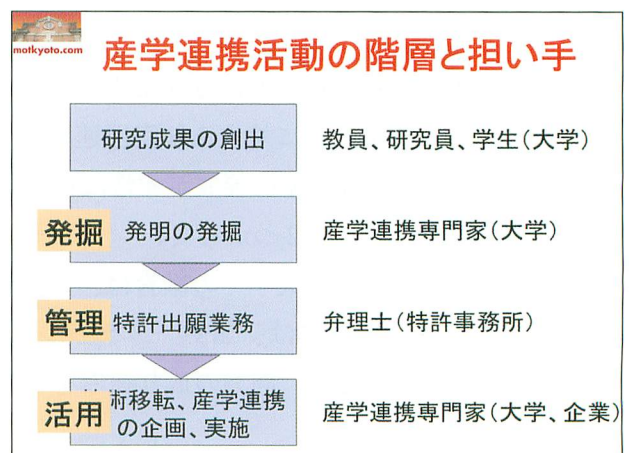 motkyoto.com
産学連携活動の階層と担い手
研究成果の創出
教員、研究員、学生(大学)
発掘
発明の発掘
産学連携専門家(大学)
管理
特許出願業務
弁理士(特許事務所)
活用
術移転、産学連携
の企画、実施
産学連携専門家(大学、企業)